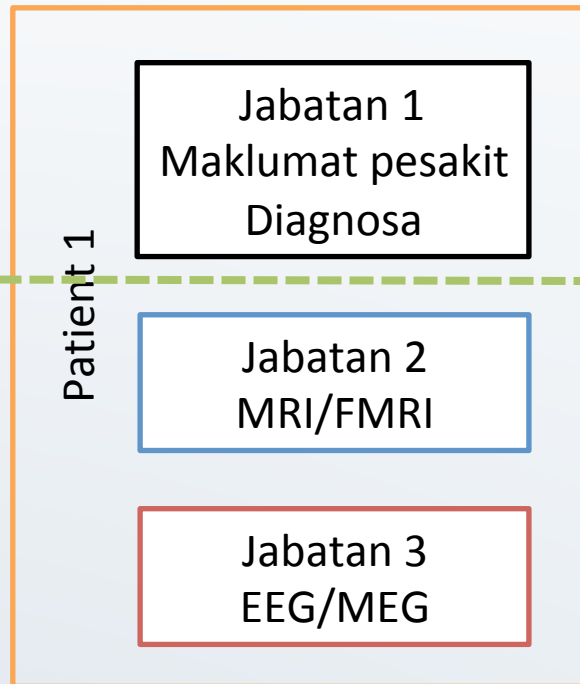 Patient 1
Jabatan 1
Maklumat pesakit
Diagnosa
Jabatan 2
MRI/FMRI
Jabatan 3
EEG/MEG